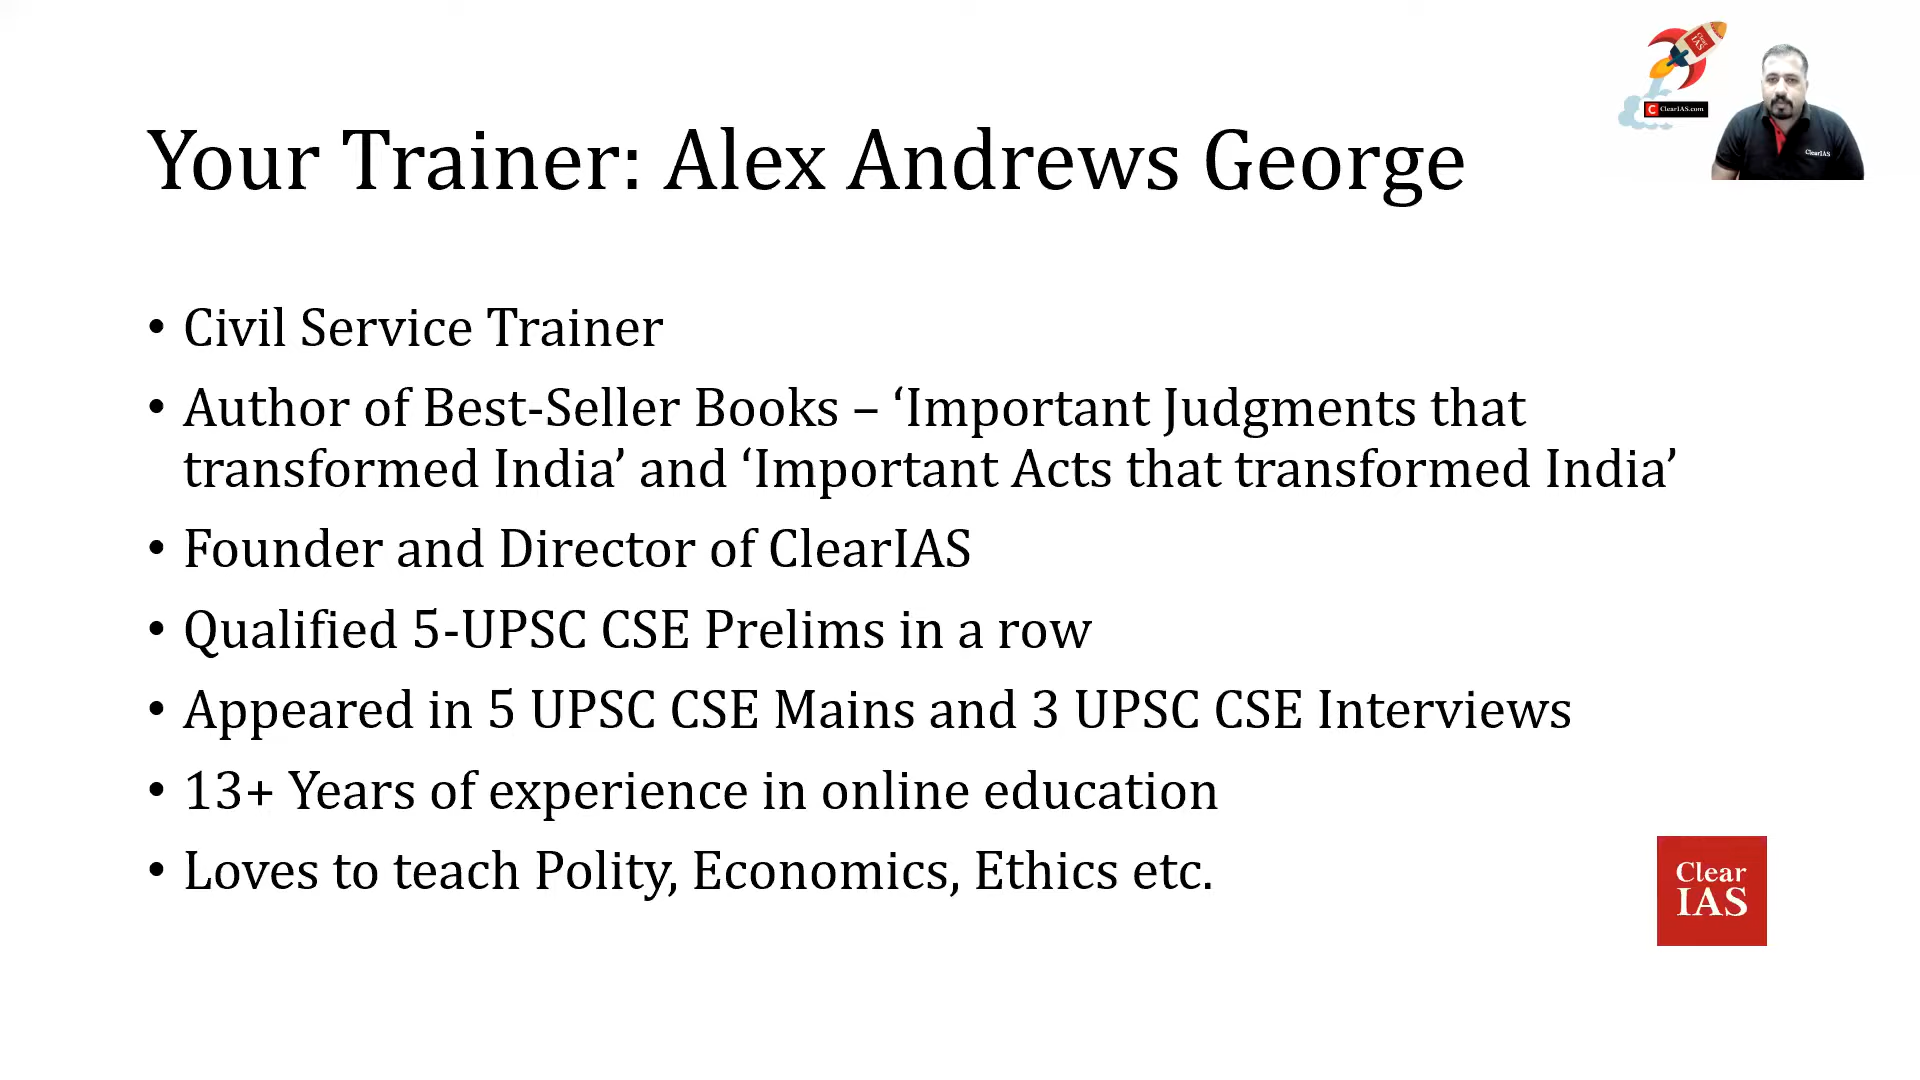 Clear
IAS
ClearIAS.com
ClearIAS
Your Trainer: Alex Andrews George
• Civil Service Trainer
• Author of Best-Seller Books – ‘Important Judgments that
transformed India’ and ‘Important Acts that transformed India’
• Founder and Director of ClearIAS
• Qualified 5-UPSC CSE Prelims in a row
• Appeared in 5 UPSC CSE Mains and 3 UPSC CSE Interviews
• 13+ Years of experience in online education
• Loves to teach Polity, Economics, Ethics etc.
Clear
IAS